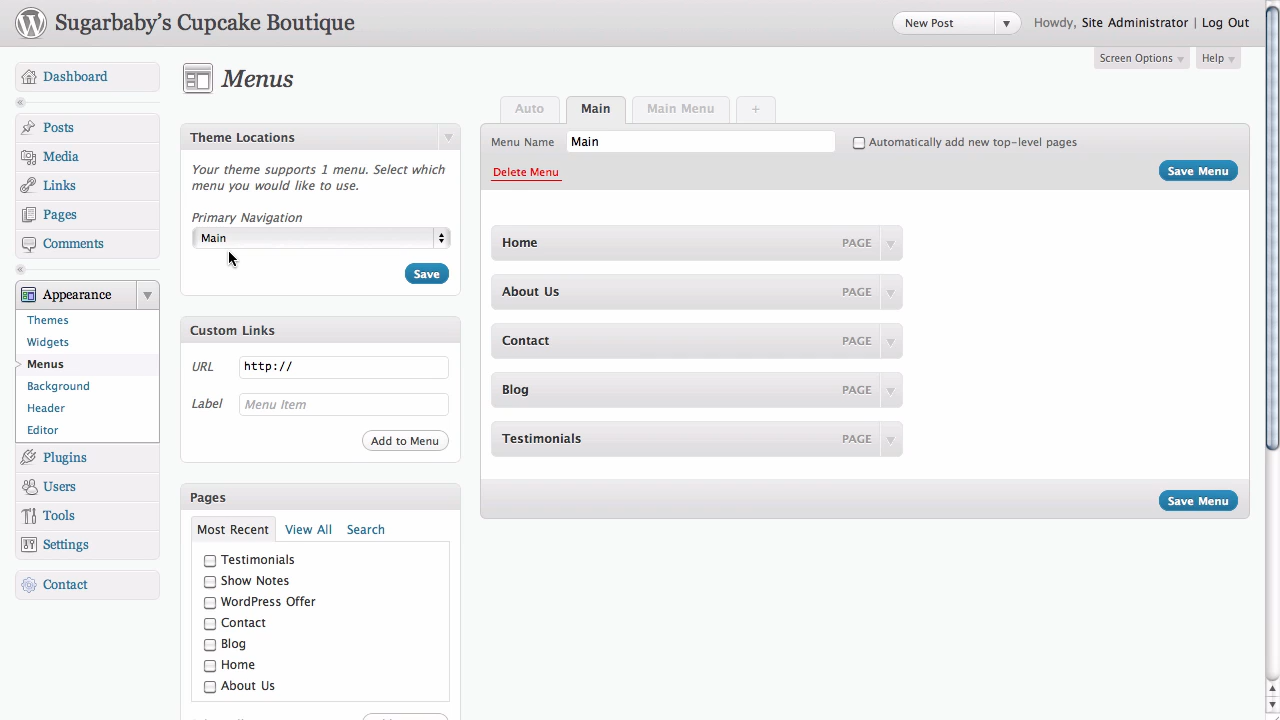 Sugarbaby's Cupcake Boutique
New Post
Howdy, Site Administrator | Log Out
Screen Options
Help
Dashboard
Posts
Media
Links
Pages
Comments
Appearance
Themes
Widgets
Menus
Background
Header
Editor
Plugins
Users
Tools
Settings
Contact
Menus
Theme Locations
Your theme supports 1 menu. Select which
menu you would like to use.
Primary Navigation
Main
Save
Custom Links
URL http://
Label Menu Item
Add to Menu
Pages
Most Recent View All Search
Testimonials
Show Notes
WordPress Offer
Contact
Blog
Home
About Us
Auto Main Main Menu +
Menu Name Main
Automatically add new top-level pages
Delete Menu
Save Menu
Home PAGE
About Us PAGE
Contact PAGE
Blog PAGE
Testimonials PAGE
Save Menu